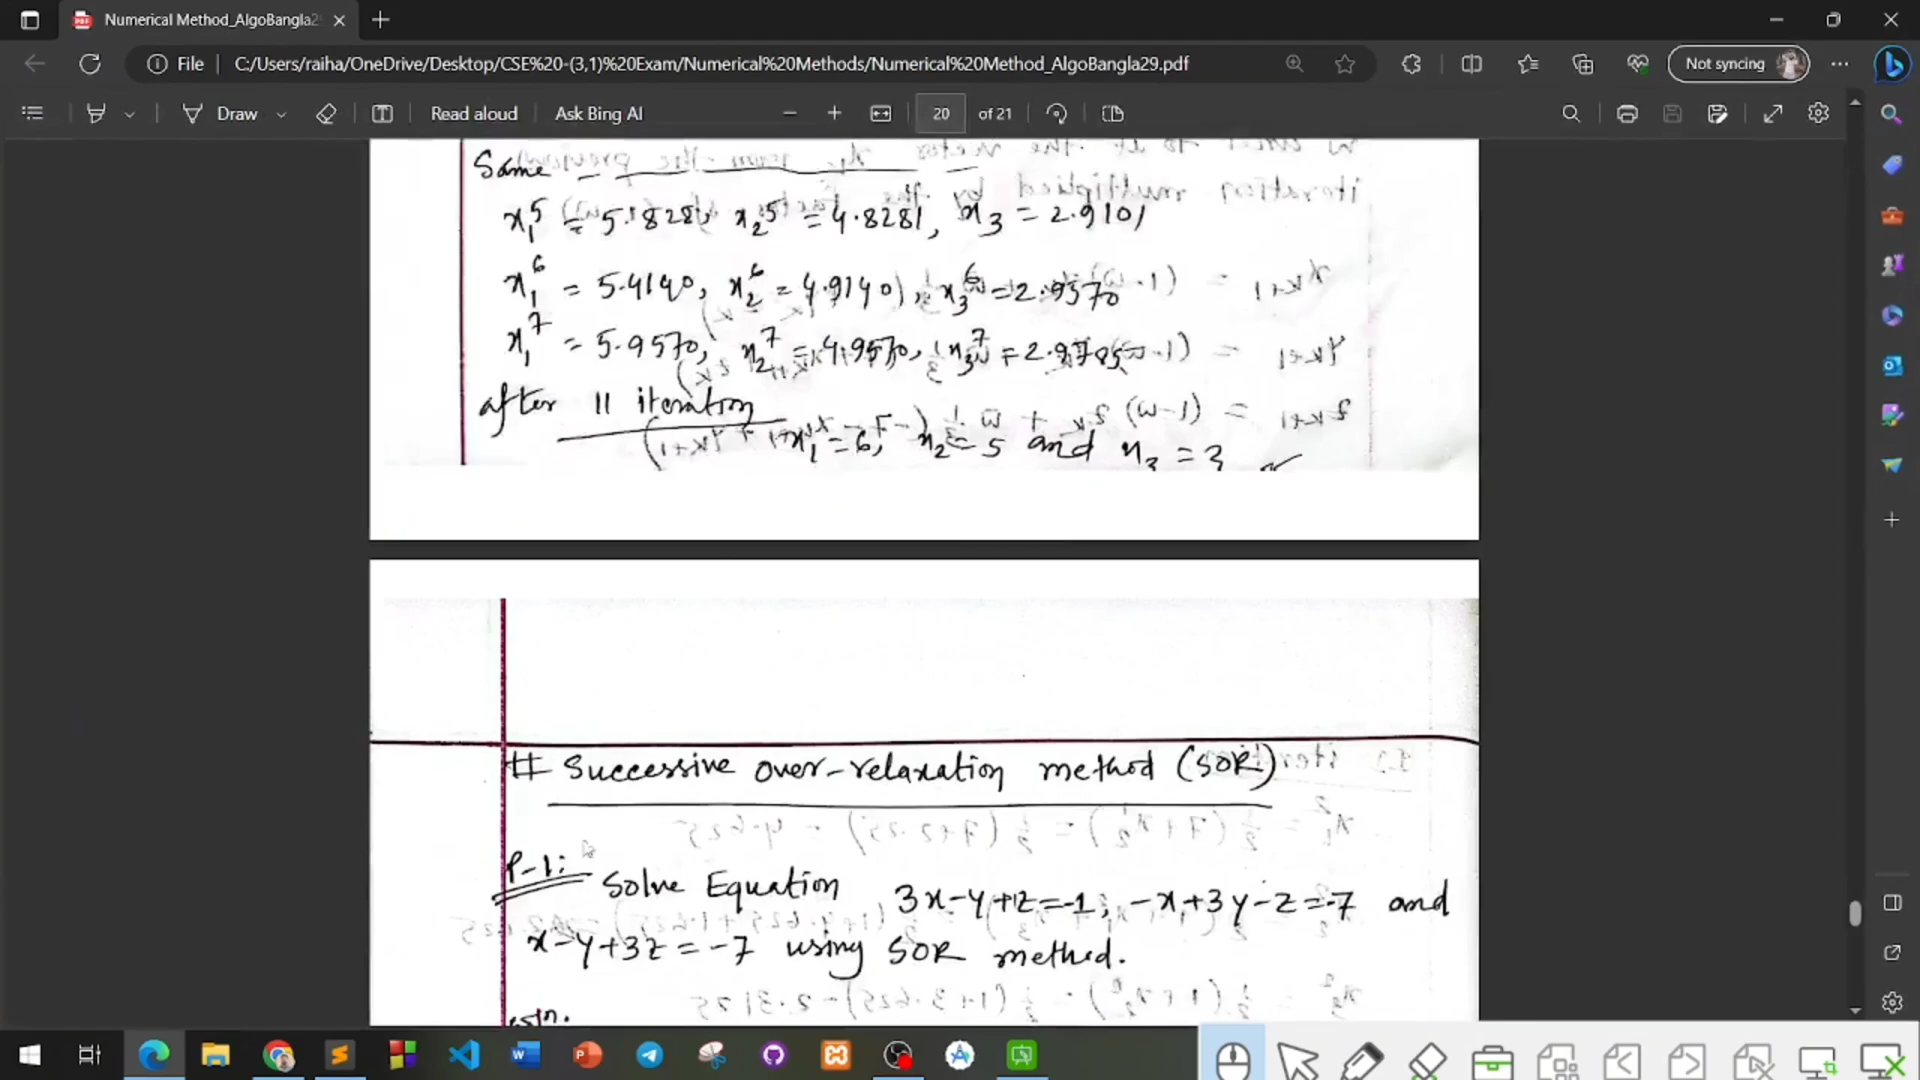 Numerical Method_AlgoBangla29
File C:/Users/raiha/OneDrive/Desktop/CSE%20-(3,1)%20Exam/Numerical%20Methods/Numerical%20Method_AlgoBangla29.pdf Not syncing
Draw Read aloud Ask Bing AI 20 of 21
Same
x₁⁵ = 5.8281 x₂⁵ = 4.8281, x₃ = 2.9101
x₁⁶ = 5.4140, x₂⁶ = 4.9140, x₃⁶ = 2.9570
x₁⁷ = 5.9570, x₂⁷ = 4.9570, x₃⁷ = 2.9785
after 11 iteration
x₁ = 6, x₂ = 5 and x₃ = 3
# Successive over-relaxation method (SOR)
P-1: Solve Equation 3x-y+z=-1; -x+3y-z=-7 and
x-y+3z = -7 using SOR method.